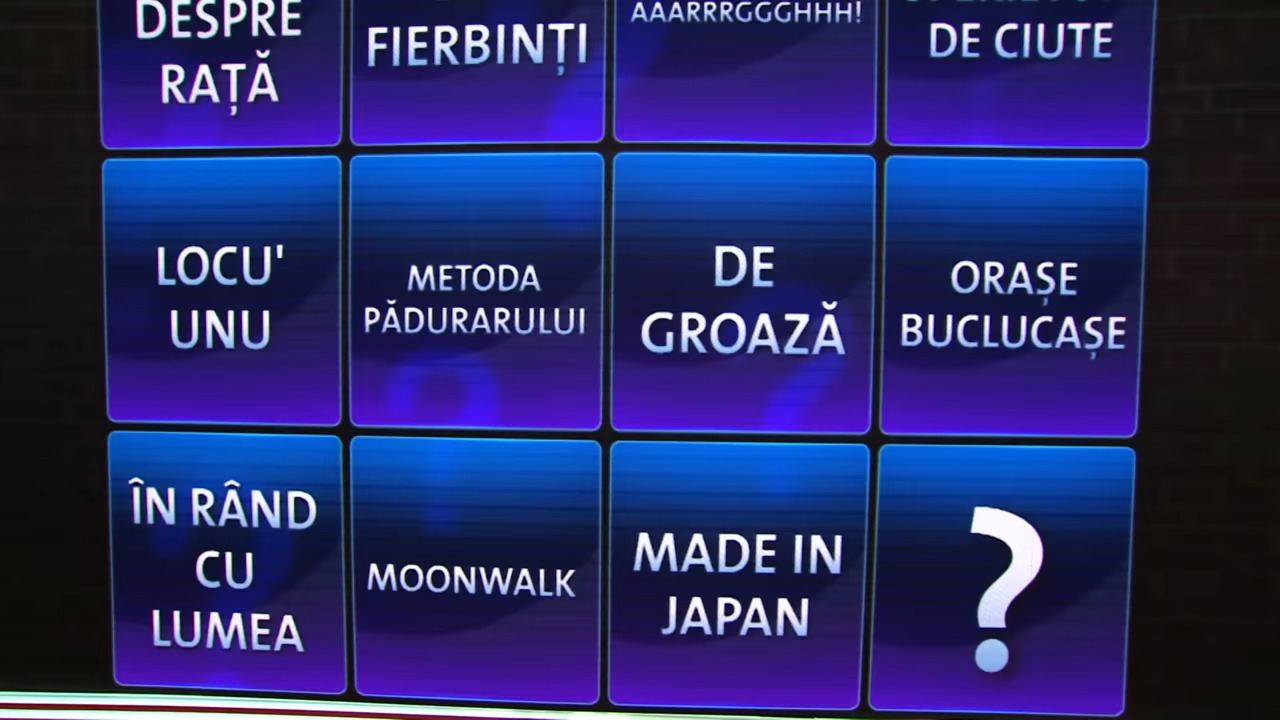 DESPRE
RAȚĂ
FIERBINȚI
AAARRRGGGHHH!
DE CIUTE
LOCU'
UNU
METODA
PĂDURARULUI
DE
GROAZĂ
ORAȘE
BUCLUCAȘE
ÎN RÂND
CU
LUMEA
MOONWALK
MADE IN
JAPAN
?